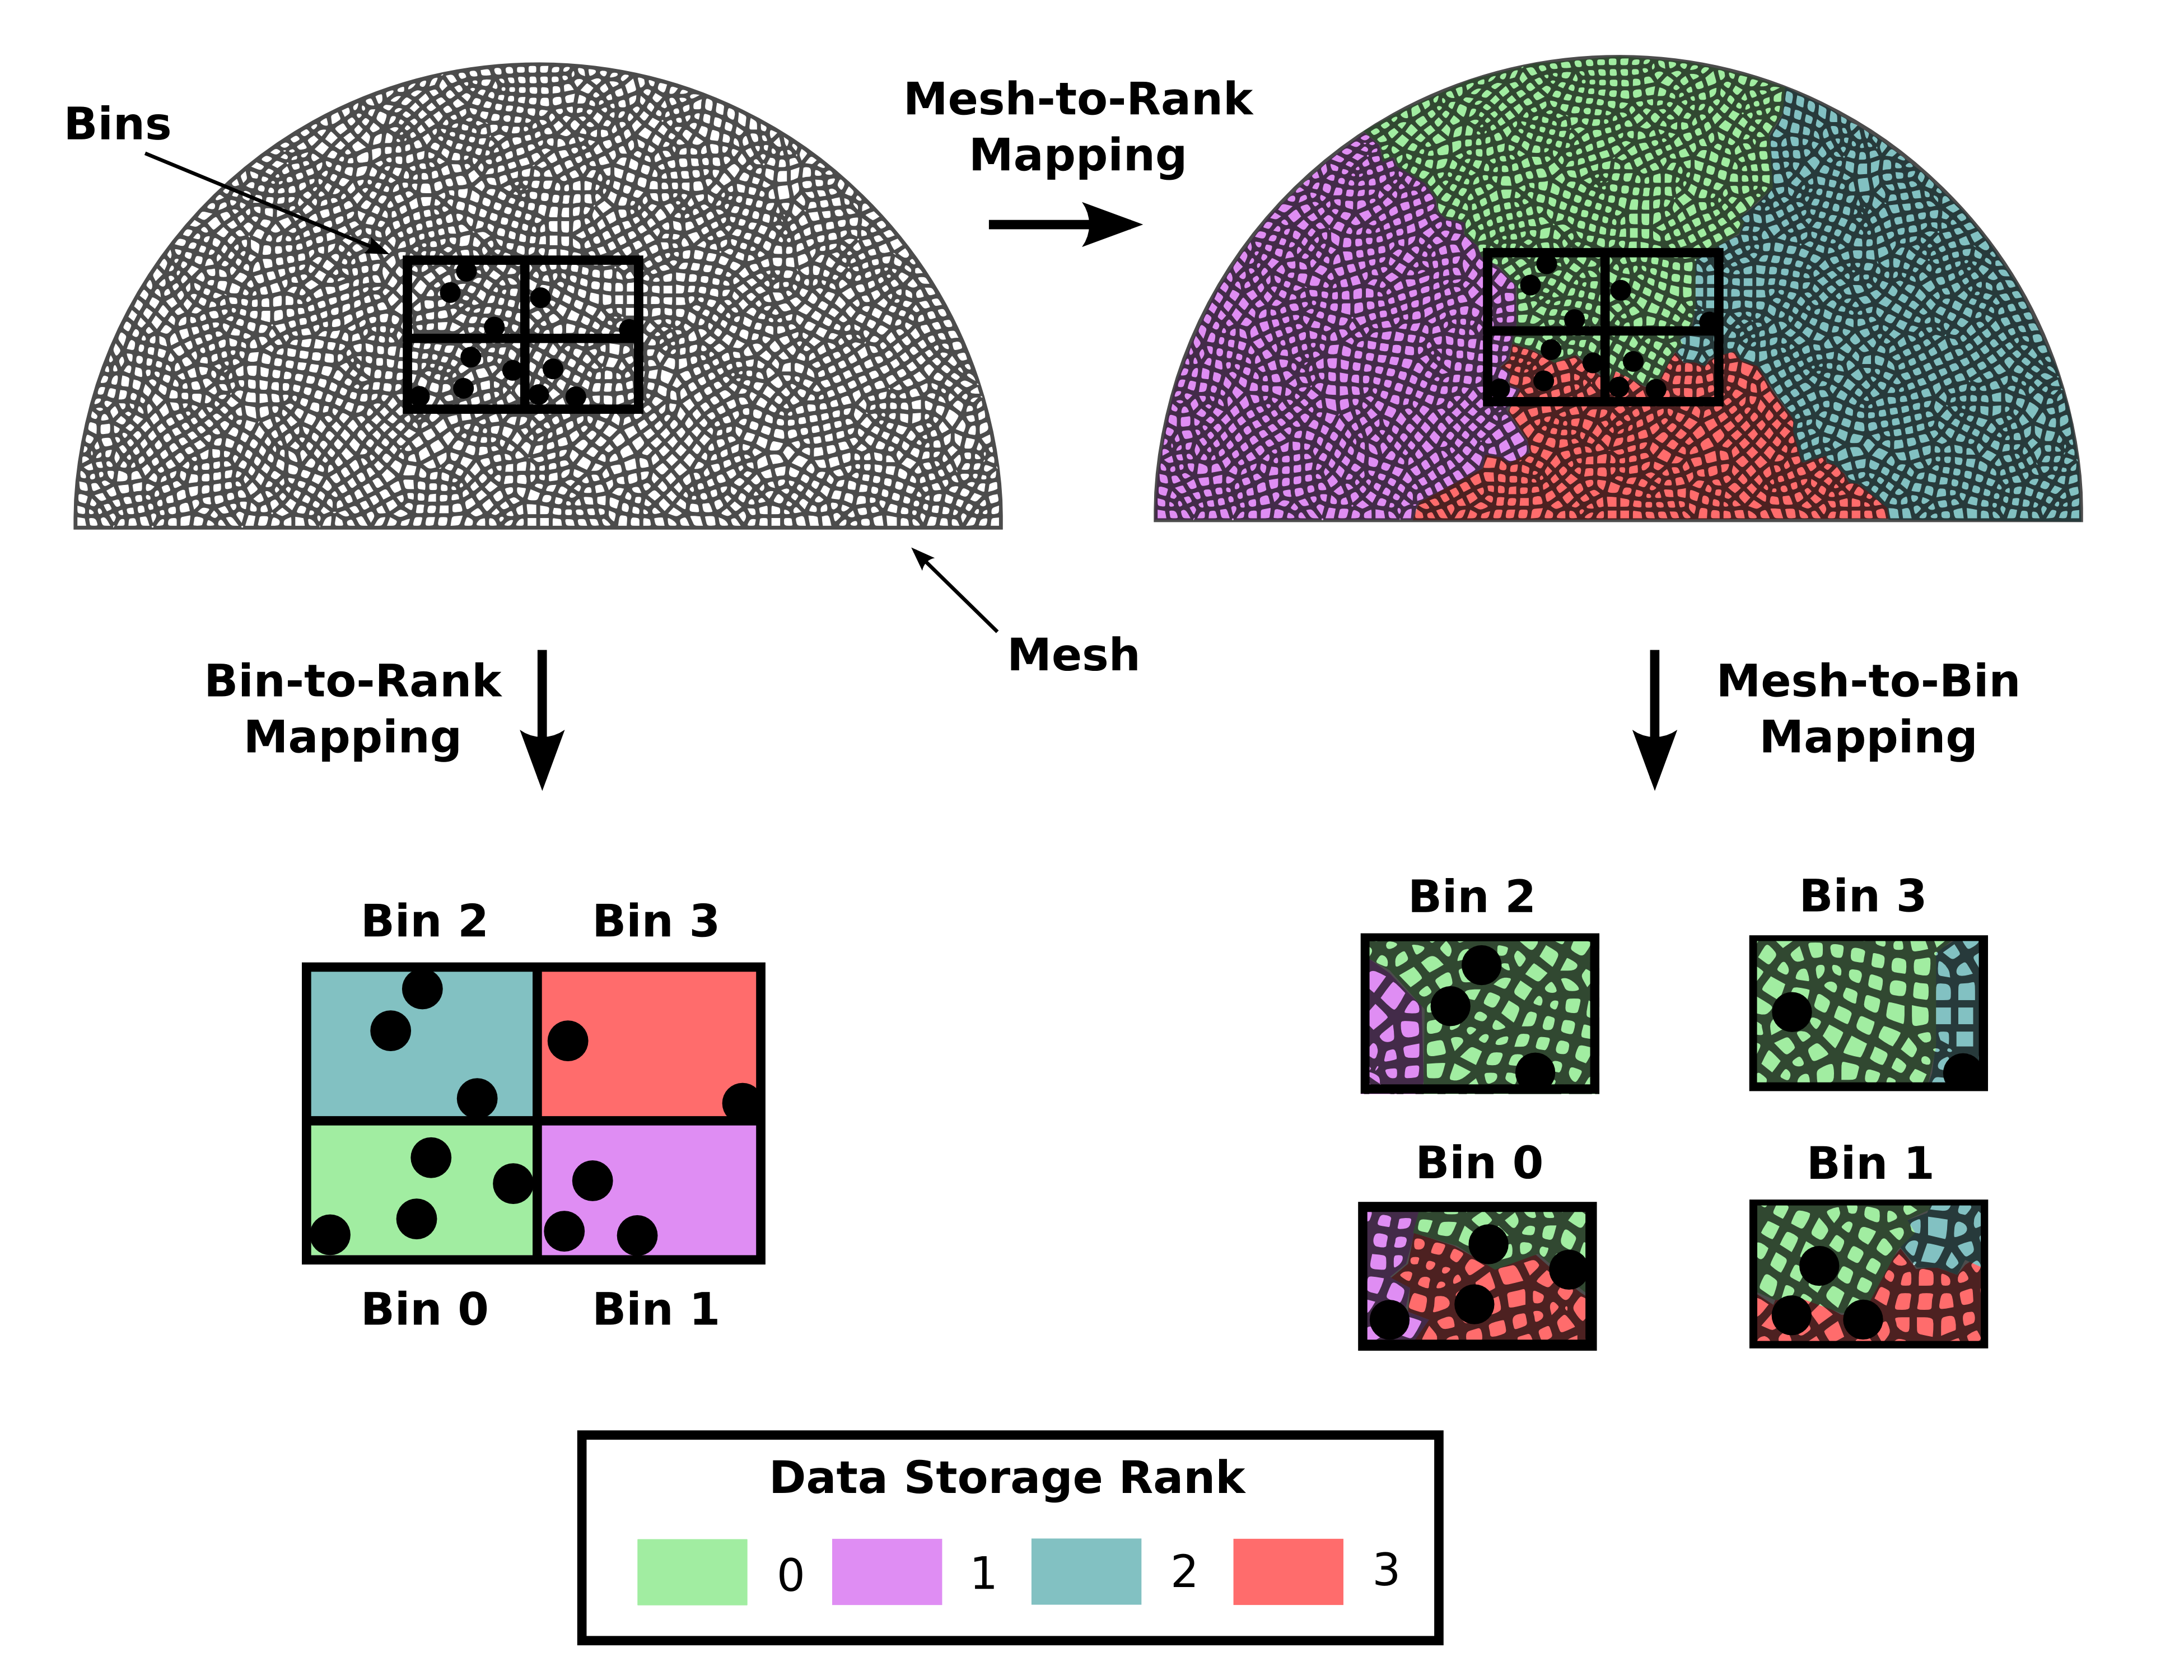 Bins
Mesh-to-Rank
Mapping
Mesh
Bin-to-Rank
Mapping
Mesh-to-Bin
Mapping
Bin 2
Bin 3
Bin 0
Bin 1
Bin 2
Bin 3
Bin 0
Bin 1
Data Storage Rank
0
1
2
3